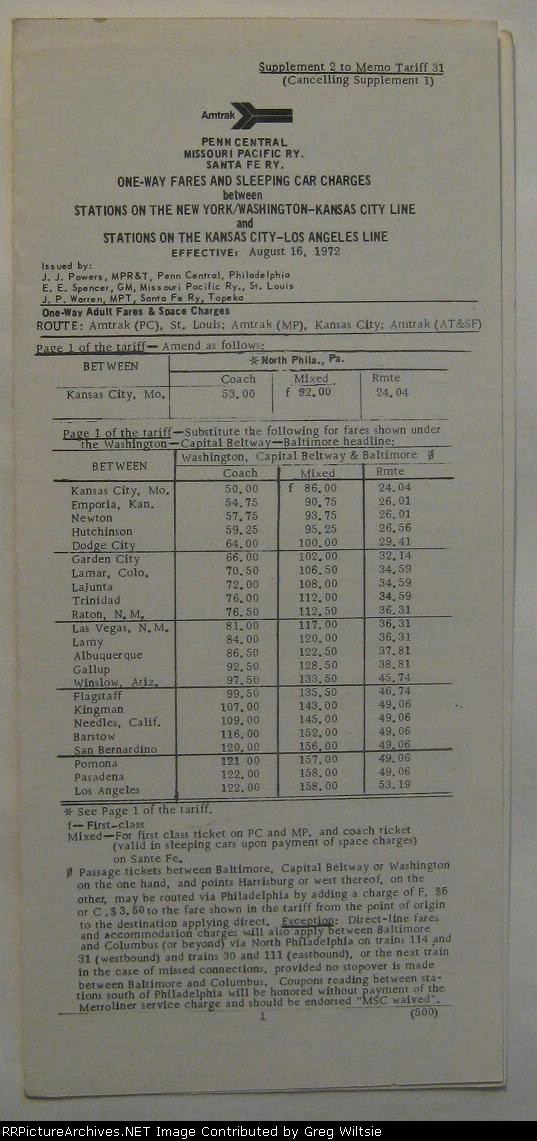 Supplement 2 to Memo Tariff 31
(Cancelling Supplement 1)
Amtrak
PENN CENTRAL
MISSOURI PACIFIC RY.
SANTA FE RY.
ONE-WAY FARES AND SLEEPING CAR CHARGES
between
STATIONS ON THE NEW YORK/WASHINGTON-KANSAS CITY LINE
and
STATIONS ON THE KANSAS CITY-LOS ANGELES LINE
EFFECTIVE: August 16, 1972
Issued by:
J. J. Powers, MPR&T, Penn Central, Philadelphia
E. E. Spencer, GM, Missouri Pacific Ry., St. Louis
J. P. Warren, MPT, Santa Fe Ry, Topeka
One-Way Adult Fares & Space Charges
ROUTE: Amtrak (PC), St. Louis; Amtrak (MP), Kansas City; Amtrak (AT&SF)
Page 1 of the tariff— Amend as follows:
BETWEEN * North Phila., Pa.
Coach Mixed Rmte
Kansas City, Mo. 53.00 f 92.00 24.04
Page 1 of the tariff—Substitute the following for fares shown under
the Washington—Capital Beltway—Baltimore headline:
BETWEEN Washington, Capital Beltway & Baltimore ∅
Coach Mixed Rmte
Kansas City, Mo. 50.00 f 86.00 24.04
Emporia, Kan. 54.75 90.75 26.01
Newton 57.75 93.75 26.01
Hutchinson 59.25 95.25 26.56
Dodge City 64.00 100.00 29.41
Garden City 66.00 102.00 32.14
Lamar, Colo. 70.50 106.50 34.59
LaJunta 72.00 108.00 34.59
Trinidad 76.00 112.00 34.59
Raton, N.M. 76.50 112.50 36.31
Las Vegas, N.M. 81.00 117.00 36.31
Lamy 84.00 120.00 36.31
Albuquerque 86.50 122.50 37.81
Gallup 92.50 128.50 38.81
Winslow, Ariz. 97.50 133.50 45.74
Flagstaff 99.50 135.50 46.74
Kingman 107.00 143.00 49.06
Needles, Calif. 109.00 145.00 49.06
Barstow 116.00 152.00 49.06
San Bernardino 120.00 156.00 49.06
Pomona 121 00 157.00 49.06
Pasadena 122.00 158.00 49.06
Los Angeles 122.00 158.00 53.19
* See Page 1 of the tariff.
f—First-class
Mixed—For first class ticket on PC and MP, and coach ticket
(valid in sleeping cars upon payment of space charges)
on Sante Fe.
∅ Passage tickets between Baltimore, Capital Beltway or Washington
on the one hand, and points Harrisburg or west thereof, on the
other, may be routed via Philadelphia by adding a charge of F. $6
or C .$3.50 to the fare shown in the tariff from the point of origin
to the destination applying direct. Exception: Direct-line fares
and accommodation charges will also apply between Baltimore
and Columbus (or beyond) via North Philadelphia on trains 114 and
31 (westbound) and trains 30 and 111 (eastbound), or the next train
in the case of missed connections, provided no stopover is made
between Baltimore and Columbus. Coupons reading between sta-
tions south of Philadelphia will be honored without payment of the
Metroliner service charge and should be endorsed "MSC waived".
1 (500)
RRPictureArchives.NET Image Contributed by Greg Wiltsie